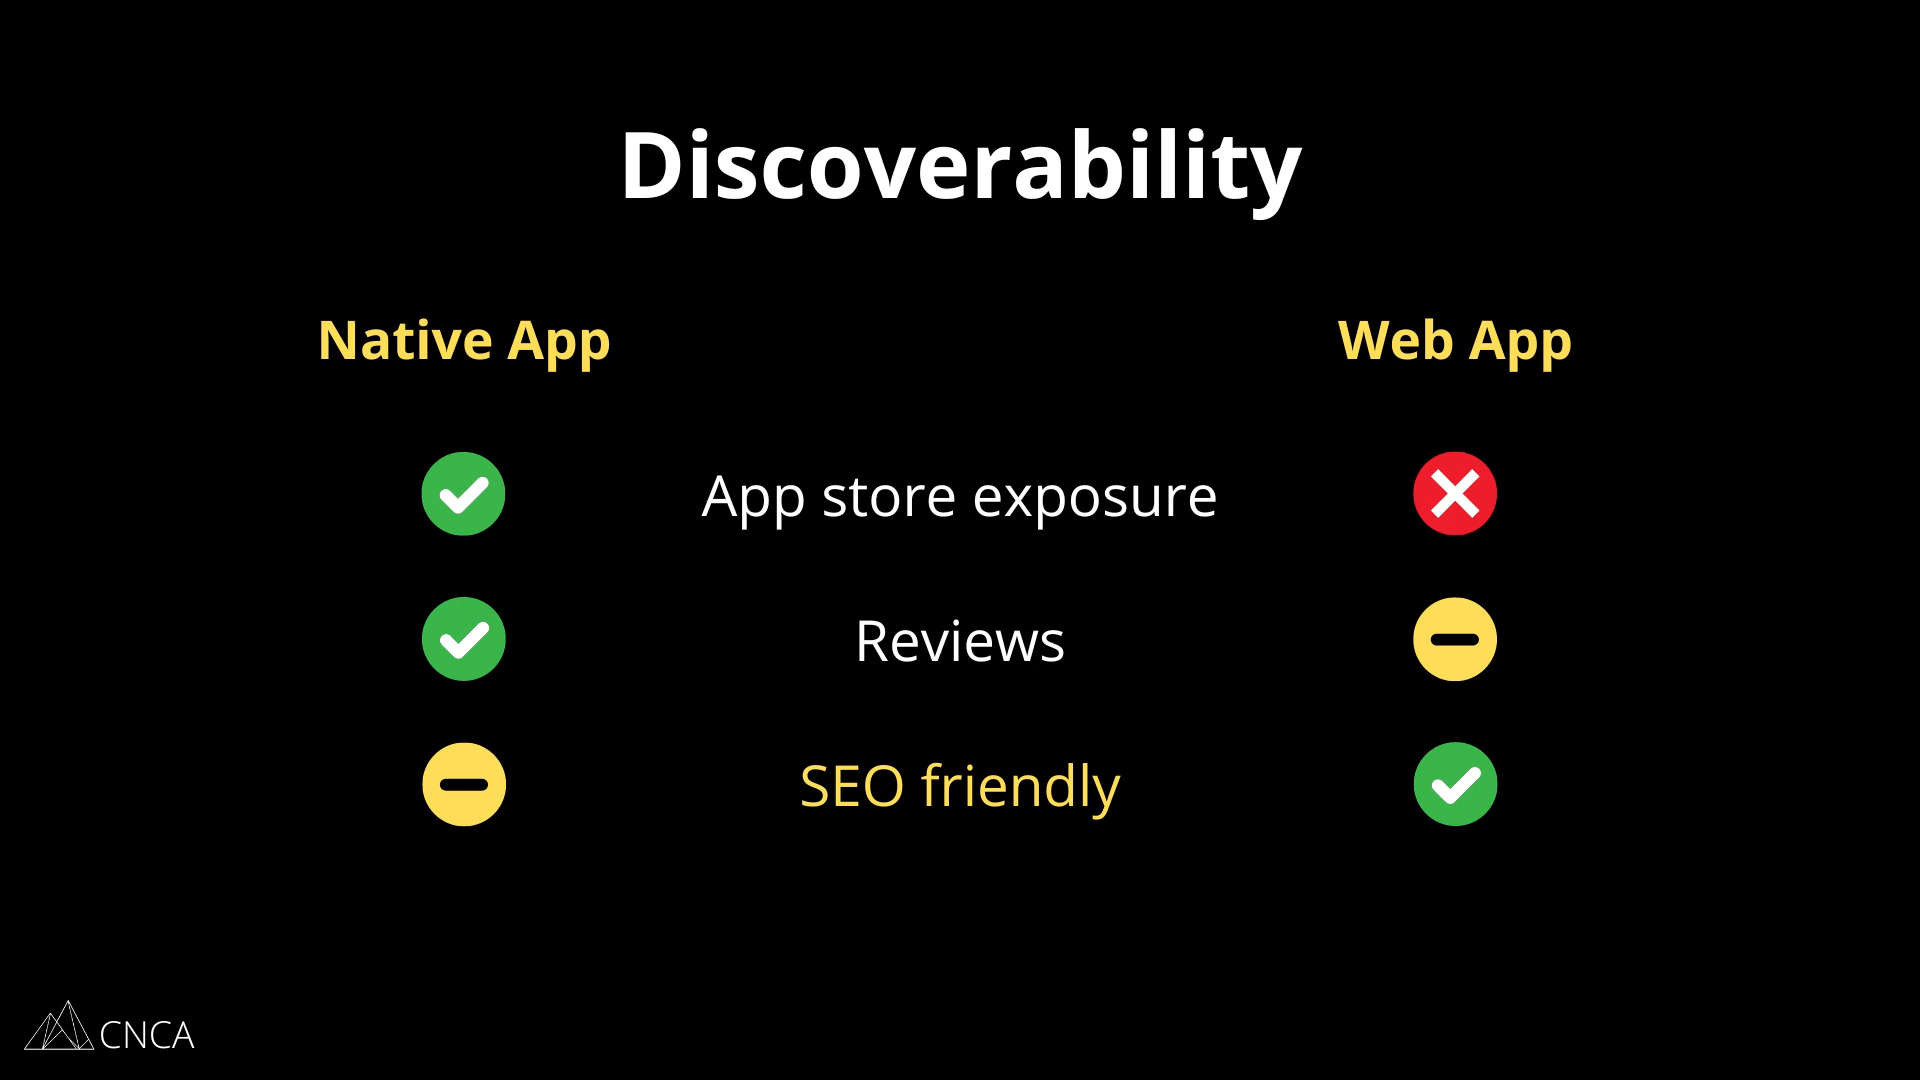 Discoverability
Native App
Web App
App store exposure
Reviews
SEO friendly
CNCA